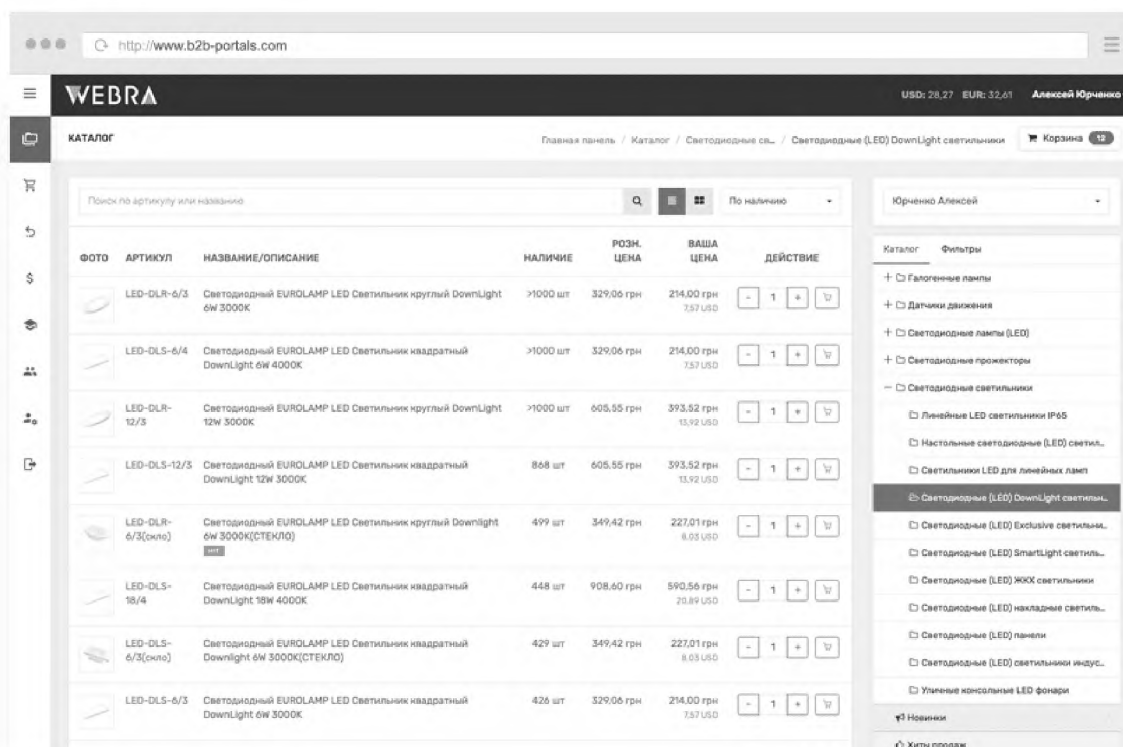 http://www.b2b-portals.com
WEBRA
USD: 28,27 EUR: 32,61 Алексей Юрченко
КАТАЛОГ
Главная панель / Каталог / Светодиодные св... / Светодиодные (LED) DownLight светильники
Корзина 12
Поиск по артикулу или названию
По наличию
ФОТО АРТИКУЛ НАЗВАНИЕ/ОПИСАНИЕ НАЛИЧИЕ РОЗН. ЦЕНА ВАША ЦЕНА ДЕЙСТВИЕ
LED-DLR-6/3 Светодиодный EUROLAMP LED Светильник круглый DownLight >1000 шт 329,06 грн 214,00 грн - 1 +
6W 3000K 7,57 USD
LED-DLS-6/4 Светодиодный EUROLAMP LED Светильник квадратный >1000 шт 329,06 грн 214,00 грн - 1 +
DownLight 6W 4000K 7,57 USD
LED-DLR- Светодиодный EUROLAMP LED Светильник круглый DownLight >1000 шт 605,55 грн 393,52 грн - 1 +
12/3 12W 3000K 13,92 USD
LED-DLS-12/3 Светодиодный EUROLAMP LED Светильник квадратный 868 шт 605,55 грн 393,52 грн - 1 +
DownLight 12W 3000K 13,92 USD
LED-DLR- Светодиодный EUROLAMP LED Светильник круглый Downlight 499 шт 349,42 грн 227,01 грн - 1 +
6/3(скло) 6W 3000K(СТЕКЛО) 8,03 USD
LED-DLS- Светодиодный EUROLAMP LED Светильник квадратный 448 шт 908,60 грн 590,56 грн - 1 +
18/4 DownLight 18W 4000K 20,89 USD
LED-DLS- Светодиодный EUROLAMP LED Светильник квадратный 429 шт 349,42 грн 227,01 грн - 1 +
6/3(скло) Downlight 6W 3000K(СТЕКЛО) 8,03 USD
LED-DLS-6/3 Светодиодный EUROLAMP LED Светильник квадратный 426 шт 329,06 грн 214,00 грн - 1 +
DownLight 6W 3000K 7,57 USD
Юрченко Алексей
Каталог Фильтры
+ Галогенные лампы
+ Датчики движения
+ Светодиодные лампы (LED)
+ Светодиодные прожекторы
− Светодиодные светильники
Линейные LED светильники IP65
Настольные светодиодные (LED) светил...
Светильники LED для линейных ламп
Светодиодные (LED) DownLight светильн...
Светодиодные (LED) Exclusive светильни...
Светодиодные (LED) SmartLight светиль...
Светодиодные (LED) ЖКХ светильники
Светодиодные (LED) накладные светиль...
Светодиодные (LED) панели
Светодиодные (LED) светильники индус...
Уличные консольные LED фонари
Новинки
Хиты продаж